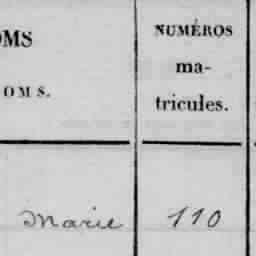 OMS
OMS.
NUMÉROS
ma-
tricules.
Marie 110